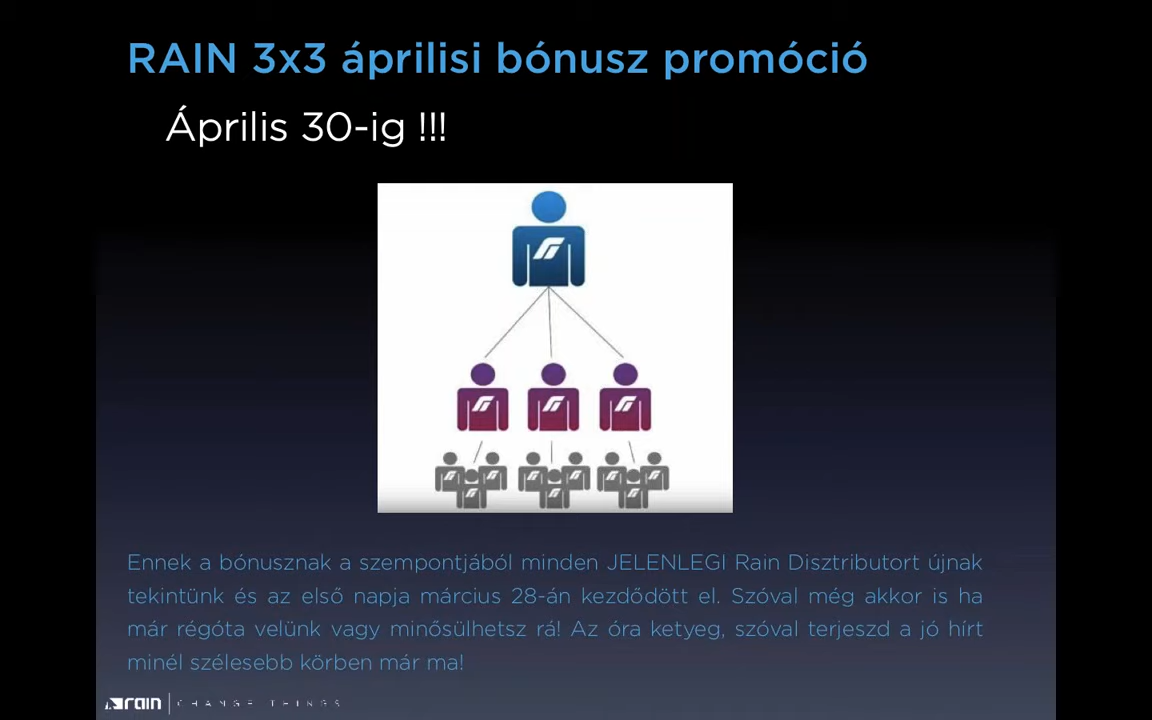 RAIN 3x3 áprilisi bónusz promóció
Április 30-ig !!!
Ennek a bónusznak a szempontjából minden JELENLEGI Rain Disztributort újnak
tekintünk és az első napja március 28-án kezdődött el. Szóval még akkor is ha
már régóta velünk vagy minősülhetsz rá! Az óra ketyeg, szóval terjeszd a jó hírt
minél szélesebb körben már ma!
rain CHANGE THINGS